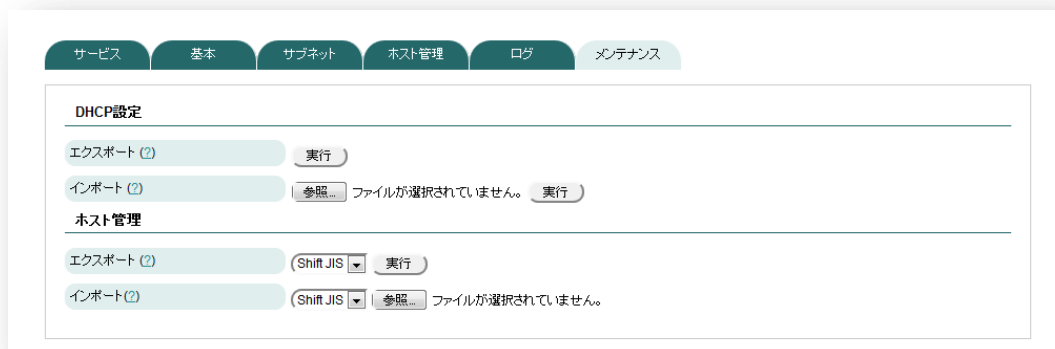 サービス 基本 サブネット ホスト管理 ログ メンテナンス
DHCP設定
エクスポート (?) 実行
インポート (?) 参照... ファイルが選択されていません。 実行
ホスト管理
エクスポート (?) Shift JIS 実行
インポート(?) Shift JIS 参照... ファイルが選択されていません。